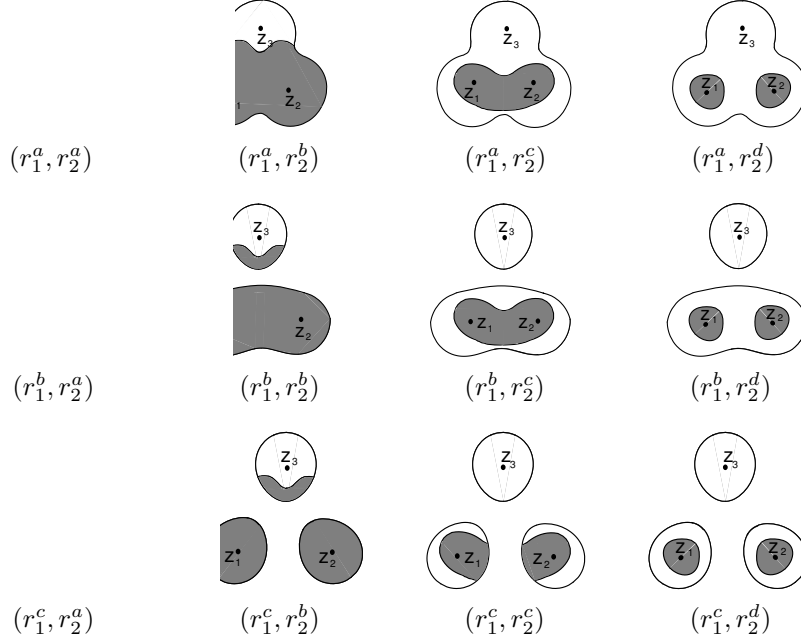 z₃ z₃ z₃
₁ z₂ z₁ z₂ z₁ z₂
(r₁ᵃ, r₂ᵃ) (r₁ᵃ, r₂ᵇ) (r₁ᵃ, r₂ᶜ) (r₁ᵃ, r₂ᵈ)
z₃ z₃ z₃
z₂ z₁ z₂ z₁ z₂
(r₁ᵇ, r₂ᵃ) (r₁ᵇ, r₂ᵇ) (r₁ᵇ, r₂ᶜ) (r₁ᵇ, r₂ᵈ)
z₃ z₃ z₃
z₁ z₂ z₁ z₂ z₁ z₂
(r₁ᶜ, r₂ᵃ) (r₁ᶜ, r₂ᵇ) (r₁ᶜ, r₂ᶜ) (r₁ᶜ, r₂ᵈ)